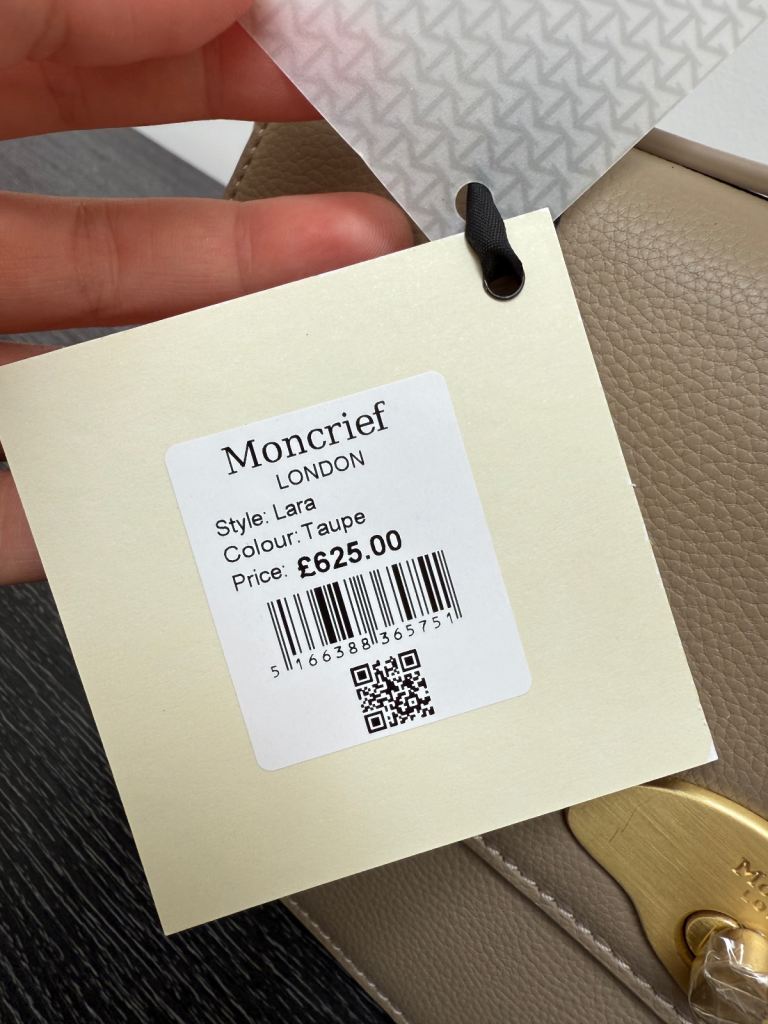 Moncrief
LONDON
Style: Lara
Colour: Taupe
Price: £625.00
5 166388 365751